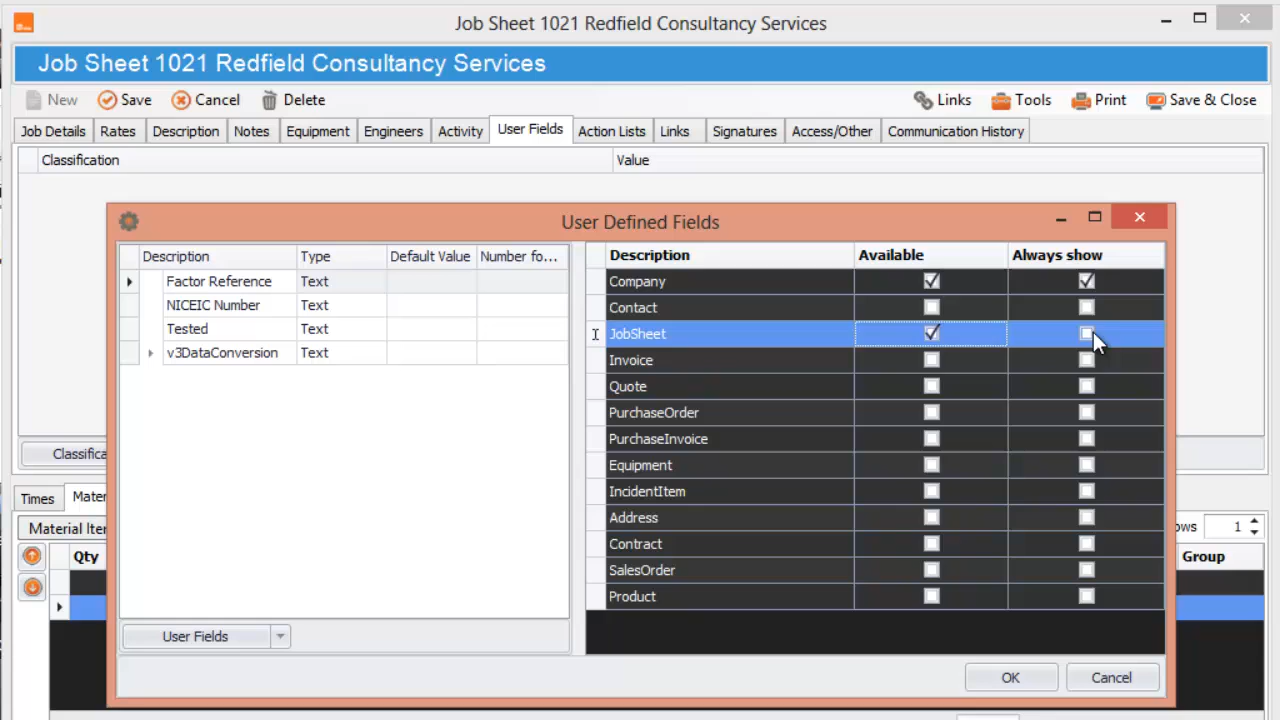 Job Sheet 1021 Redfield Consultancy Services
Job Sheet 1021 Redfield Consultancy Services
New Save Cancel Delete Links Tools Print Save & Close
Job Details Rates Description Notes Equipment Engineers Activity User Fields Action Lists Links Signatures Access/Other Communication History
Classification Value
User Defined Fields
Description Type Default Value Number fo...
Factor Reference Text
NICEIC Number Text
Tested Text
v3DataConversion Text
User Fields
Description Available Always show
Company
Contact
JobSheet
Invoice
Quote
PurchaseOrder
PurchaseInvoice
Equipment
IncidentItem
Address
Contract
SalesOrder
Product
OK Cancel
Classifica
Times Mater
Material Iter
ws 1
Qty Group